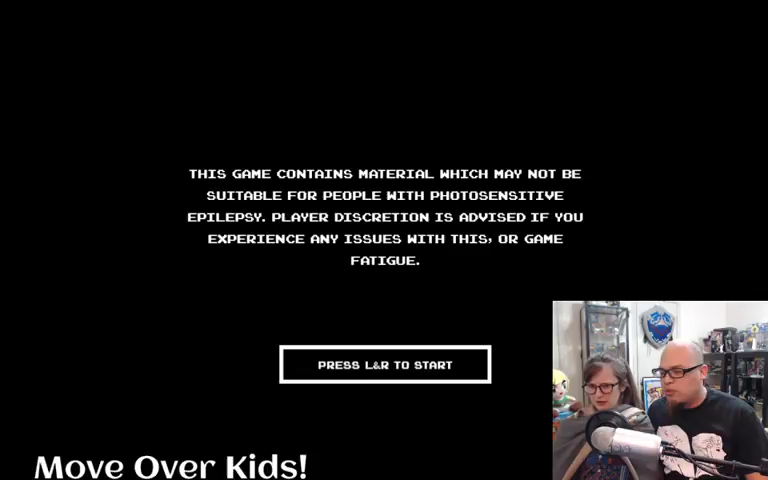 THIS GAME CONTAINS MATERIAL WHICH MAY NOT BE
SUITABLE FOR PEOPLE WITH PHOTOSENSITIVE
EPILEPSY. PLAYER DISCRETION IS ADVISED IF YOU
EXPERIENCE ANY ISSUES WITH THIS, OR GAME
FATIGUE.
PRESS L&R TO START
Move Over Kids!